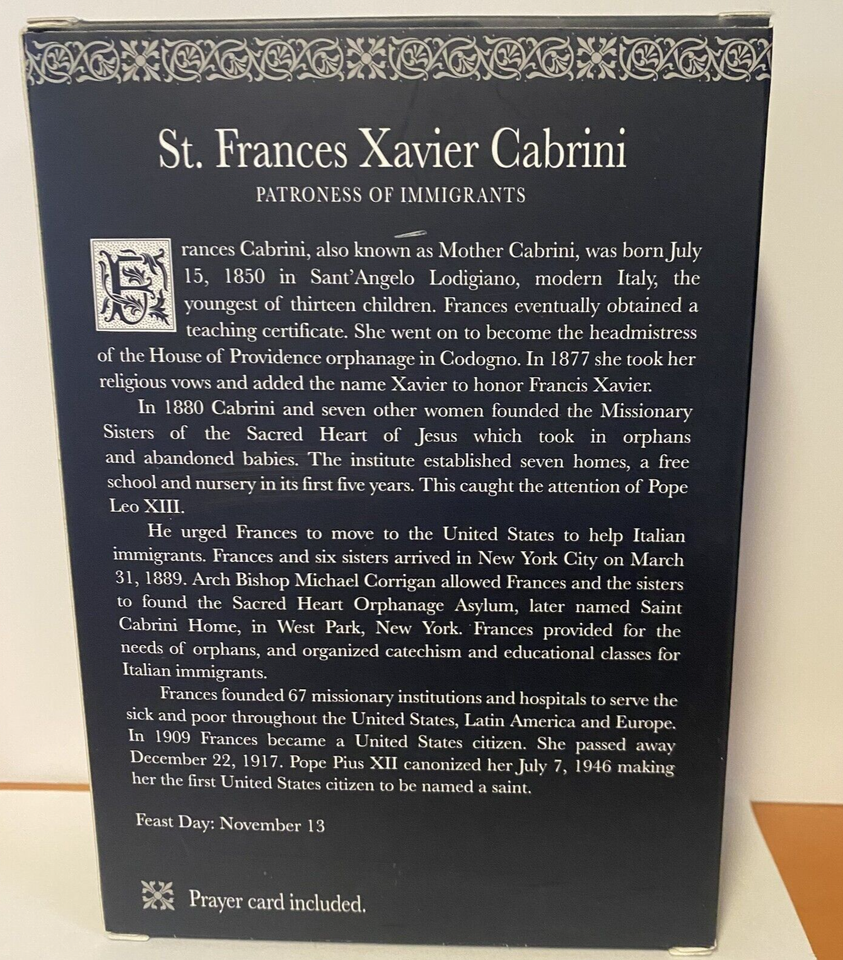 St. Frances Xavier Cabrini
PATRONESS OF IMMIGRANTS
Frances Cabrini, also known as Mother Cabrini, was born July
15, 1850 in Sant'Angelo Lodigiano, modern Italy, the
youngest of thirteen children. Frances eventually obtained a
teaching certificate. She went on to become the headmistress
of the House of Providence orphanage in Codogno. In 1877 she took her
religious vows and added the name Xavier to honor Francis Xavier.
In 1880 Cabrini and seven other women founded the Missionary
Sisters of the Sacred Heart of Jesus which took in orphans
and abandoned babies. The institute established seven homes, a free
school and nursery in its first five years. This caught the attention of Pope
Leo XIII.
He urged Frances to move to the United States to help Italian
immigrants. Frances and six sisters arrived in New York City on March
31, 1889. Arch Bishop Michael Corrigan allowed Frances and the sisters
to found the Sacred Heart Orphanage Asylum, later named Saint
Cabrini Home, in West Park, New York. Frances provided for the
needs of orphans, and organized catechism and educational classes for
Italian immigrants.
Frances founded 67 missionary institutions and hospitals to serve the
sick and poor throughout the United States, Latin America and Europe.
In 1909 Frances became a United States citizen. She passed away
December 22, 1917. Pope Pius XII canonized her July 7, 1946 making
her the first United States citizen to be named a saint.
Feast Day: November 13
Prayer card included.